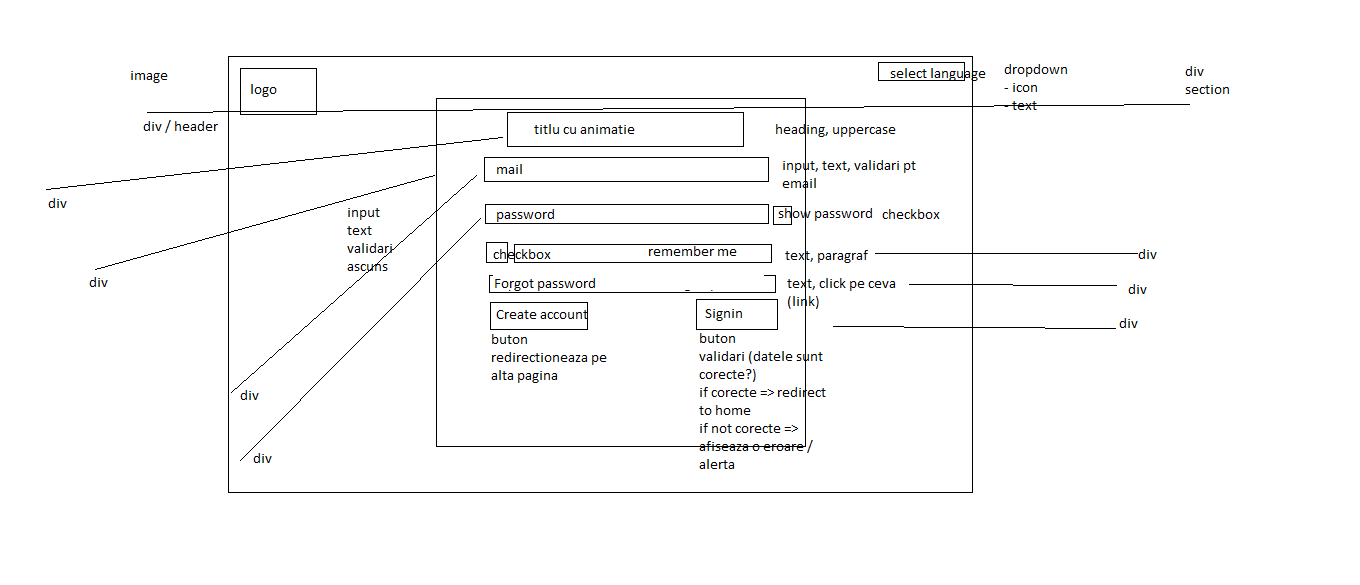 image
logo
select language
dropdown
- icon
- text
div
section
div / header
titlu cu animatie
heading, uppercase
div
mail
input, text, validari pt
email
input
text
validari
ascuns
password
show password
checkbox
div
checkbox
remember me
text, paragraf
div
Forgot password
text, click pe ceva
(link)
div
Create account
Signin
div
buton
redirectioneaza pe
alta pagina
buton
validari (datele sunt
corecte?)
if corecte => redirect
to home
if not corecte =>
afiseaza o eroare /
alerta
div
div